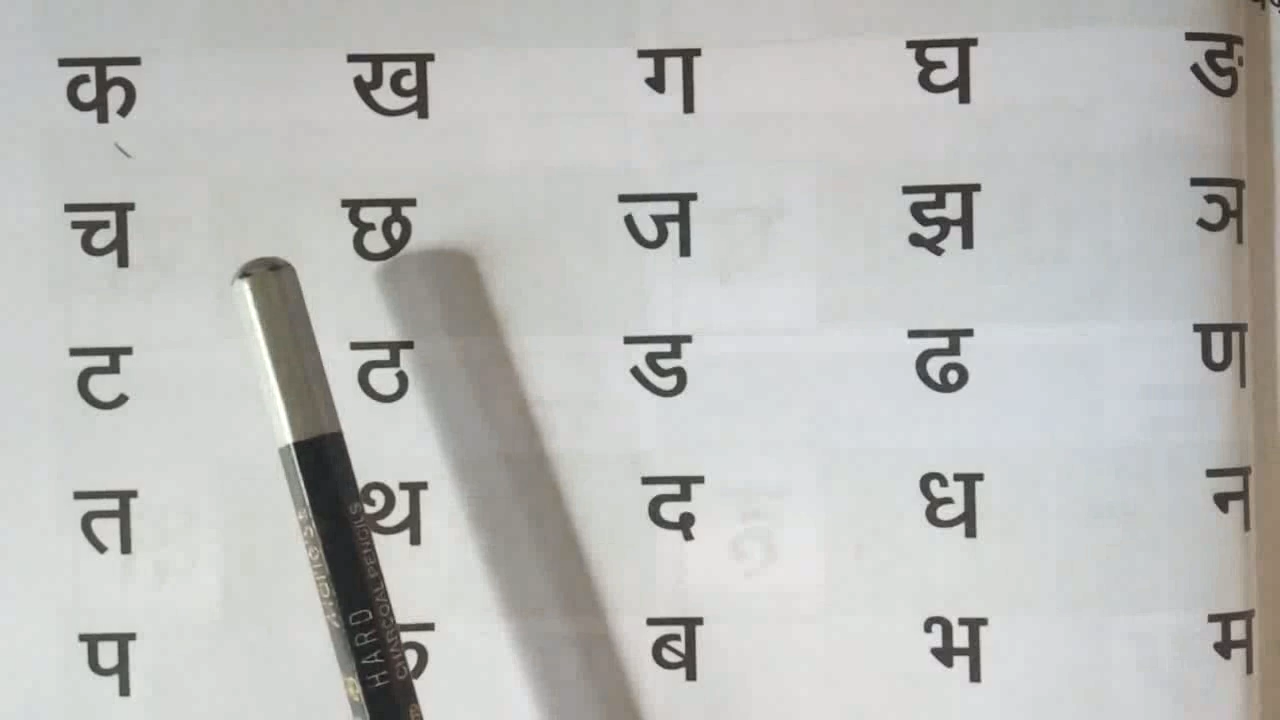 क ख ग घ ङ
च छ ज झ ञ
ट ठ ड ढ ण
त थ द ध न
प ब भ म
HARD
CHARCOAL PENCILS